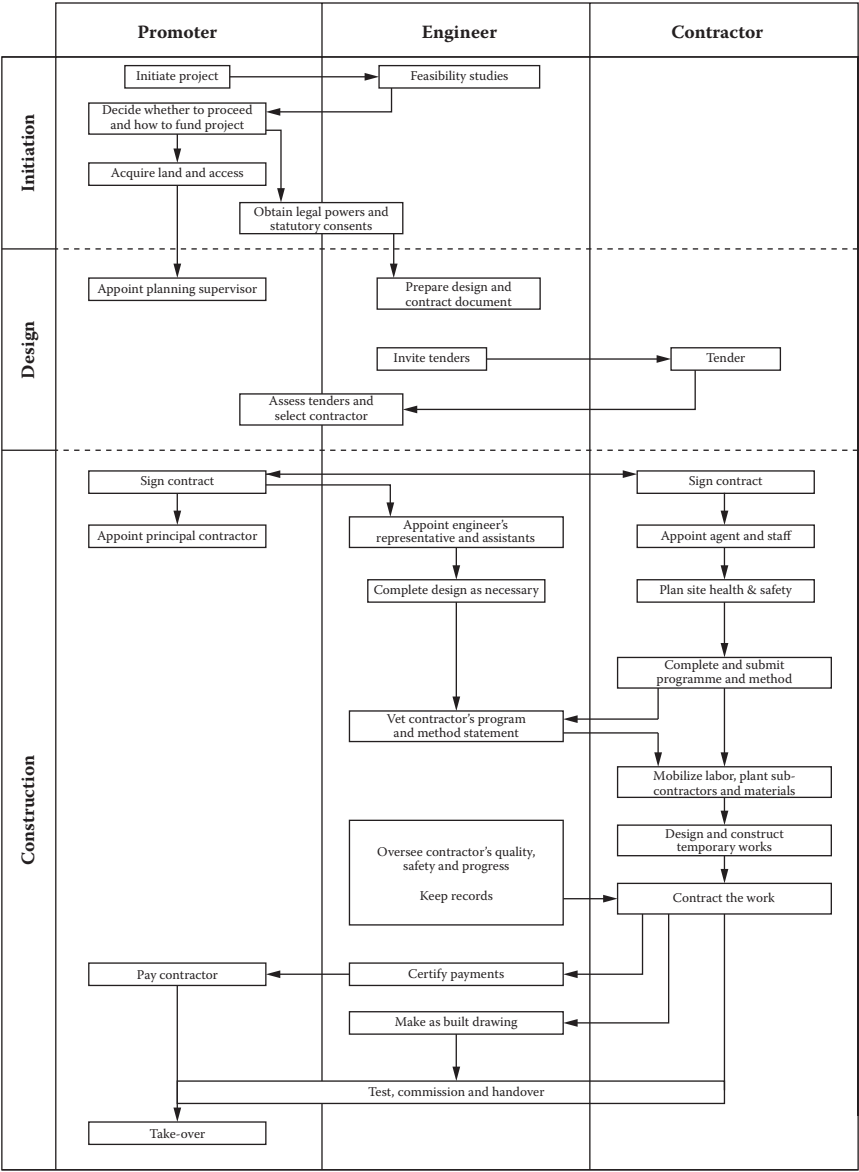 Promoter
Engineer
Contractor
Initiation
Initiate project
Feasibility studies
Decide whether to proceed
and how to fund project
Acquire land and access
Obtain legal powers and
statutory consents
Design
Appoint planning supervisor
Prepare design and
contract document
Invite tenders
Tender
Assess tenders and
select contractor
Construction
Sign contract
Sign contract
Appoint principal contractor
Appoint engineer's
representative and assistants
Appoint agent and staff
Complete design as necessary
Plan site health & safety
Complete and submit
programme and method
Vet contractor's program
and method statement
Mobilize labor, plant sub-
contractors and materials
Design and construct
temporary works
Oversee contractor's quality,
safety and progress
Keep records
Contract the work
Pay contractor
Certify payments
Make as built drawing
Test, commission and handover
Take-over